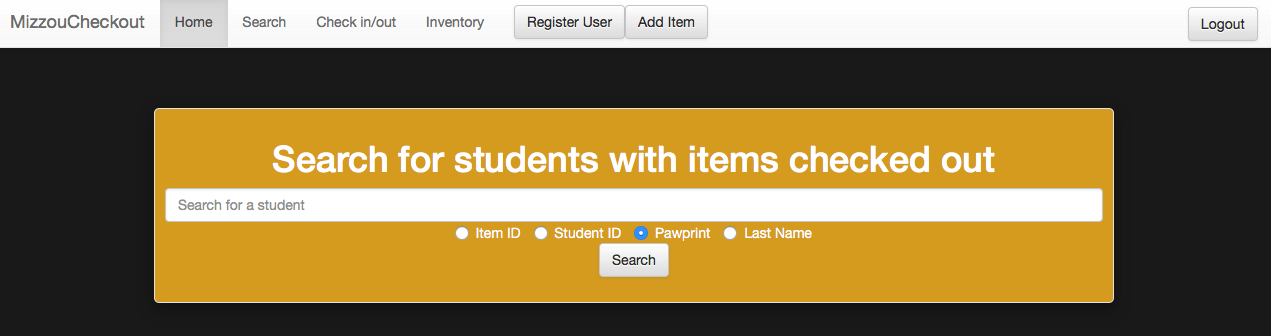 MizzouCheckout Home Search Check in/out Inventory Register User Add Item Logout
Search for students with items checked out
Search for a student
Item ID Student ID Pawprint Last Name
Search